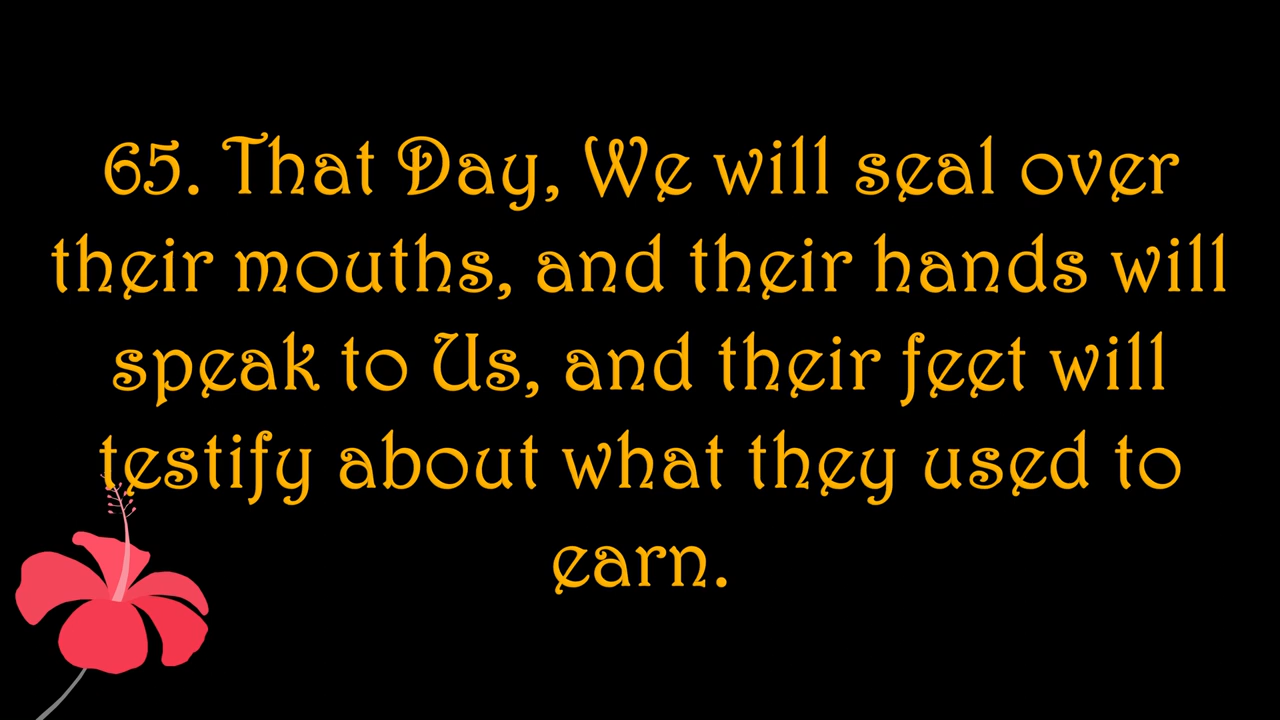 65. That Day, We will seal over
their mouths, and their hands will
speak to Us, and their feet will
testify about what they used to
earn.